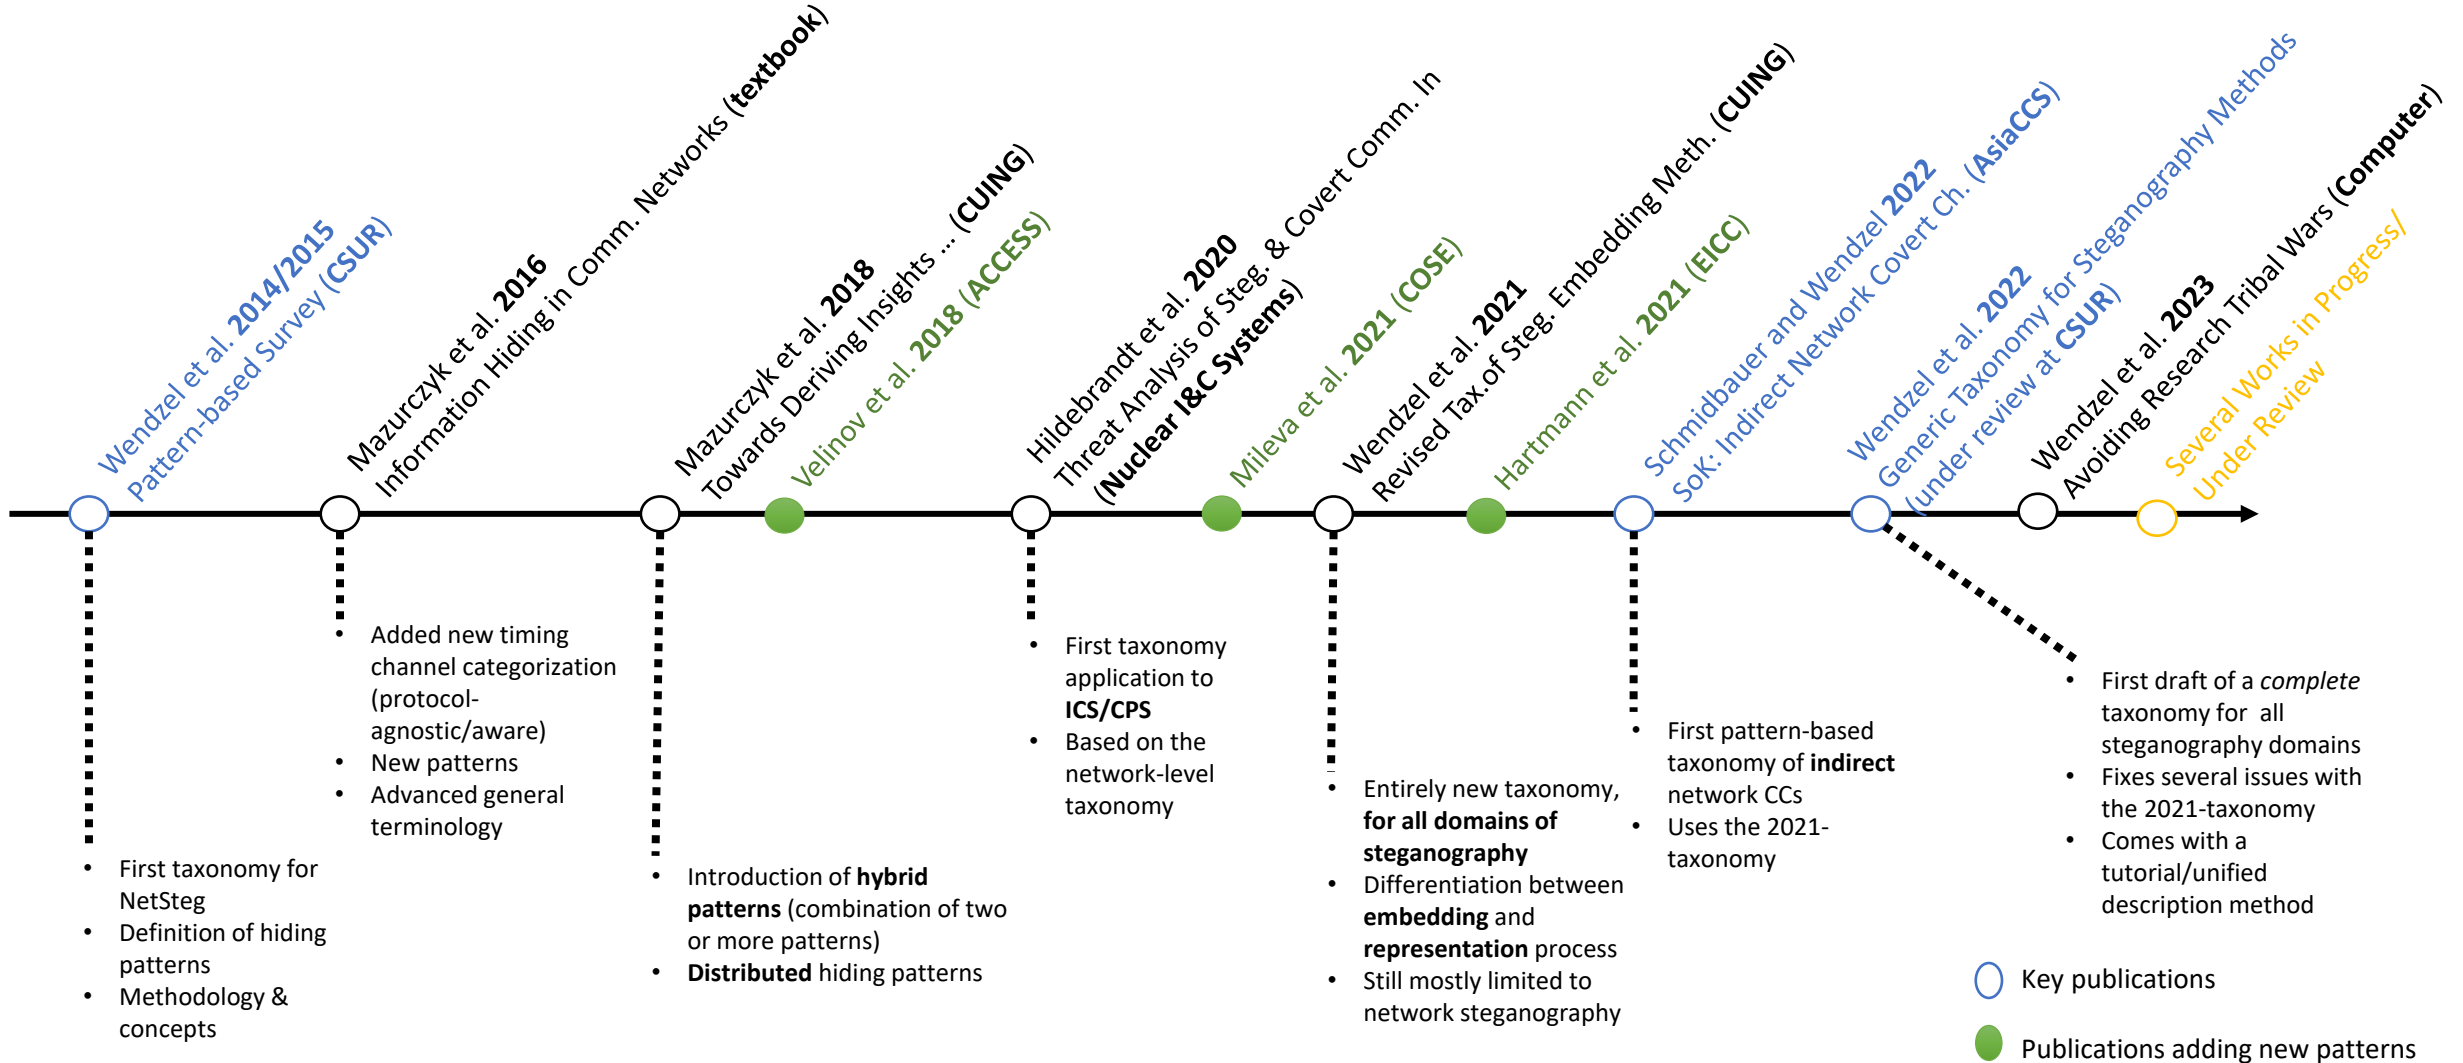 Wendzel et al. 2014/2015
Pattern-based Survey (CSUR)
Mazurczyk et al. 2016
Information Hiding in Comm. Networks (textbook)
Mazurczyk et al. 2018
Towards Deriving Insights ... (CUING)
Velinov et al. 2018 (ACCESS)
Hildebrandt et al. 2020
Threat Analysis of Steg. & Covert Comm. In
(Nuclear I&C Systems)
Mileva et al. 2021 (COSE)
Wendzel et al. 2021
Revised Tax.of Steg. Embedding Meth. (CUING)
Hartmann et al. 2021 (EICC)
Schmidbauer and Wendzel 2022
SoK: Indirect Network Covert Ch. (AsiaCCS)
Wendzel et al. 2022
Generic Taxonomy for Steganography Methods
(under review at CSUR)
Wendzel et al. 2023
Avoiding Research Tribal Wars (Computer)
Several Works in Progress/
Under Review
• First taxonomy for
NetSteg
• Definition of hiding
patterns
• Methodology &
concepts
• Added new timing
channel categorization
(protocol-
agnostic/aware)
• New patterns
• Advanced general
terminology
• Introduction of hybrid
patterns (combination of two
or more patterns)
• Distributed hiding patterns
• First taxonomy
application to
ICS/CPS
• Based on the
network-level
taxonomy
• Entirely new taxonomy,
for all domains of
steganography
• Differentiation between
embedding and
representation process
• Still mostly limited to
network steganography
• First pattern-based
taxonomy of indirect
network CCs
• Uses the 2021-
taxonomy
• First draft of a complete
taxonomy for all
steganography domains
• Fixes several issues with
the 2021-taxonomy
• Comes with a
tutorial/unified
description method
Key publications
Publications adding new patterns